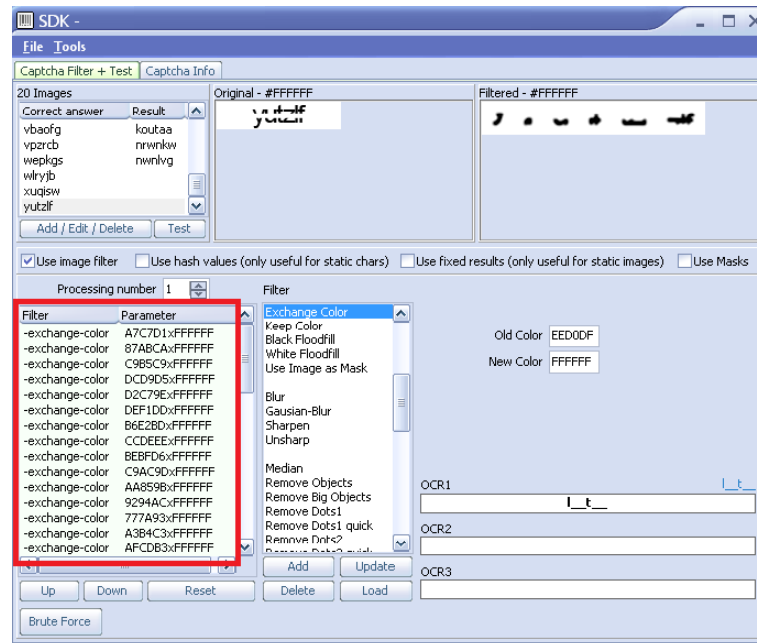 SDK -
File Tools
Captcha Filter + Test Captcha Info
20 Images
Correct answer Result
vbaofg koutaa
vpzrcb nrwnkw
wepkgs nwnlvg
wlryjb
xuqisw
yutzlf
Add / Edit / Delete Test
Original - #FFFFFF
yutzlf
Filtered - #FFFFFF
Use image filter Use hash values (only useful for static chars) Use fixed results (only useful for static images) Use Masks
Processing number 1
Filter Parameter
-exchange-color A7C7D1xFFFFFF
-exchange-color 87ABCAxFFFFFF
-exchange-color C9B5C9xFFFFFF
-exchange-color DCD9D5xFFFFFF
-exchange-color D2C79ExFFFFFF
-exchange-color DEF1DDxFFFFFF
-exchange-color B6E2BDxFFFFFF
-exchange-color CCDEEExFFFFFF
-exchange-color BEBFD6xFFFFFF
-exchange-color C9AC9DxFFFFFF
-exchange-color AA859BxFFFFFF
-exchange-color 9294ACxFFFFFF
-exchange-color 777A93xFFFFFF
-exchange-color A3B4C3xFFFFFF
-exchange-color AFCDB3xFFFFFF
Up Down Reset
Brute Force
Filter
Exchange Color
Keep Color
Black Floodfill
White Floodfill
Use Image as Mask
Blur
Gausian-Blur
Sharpen
Unsharp
Median
Remove Objects
Remove Big Objects
Remove Dots1
Remove Dots1 quick
Remove Dots2
Remove Dots2 quick
Add Update
Delete Load
Old Color EED0DF
New Color FFFFFF
OCR1 l__t__
l__t__
OCR2
OCR3